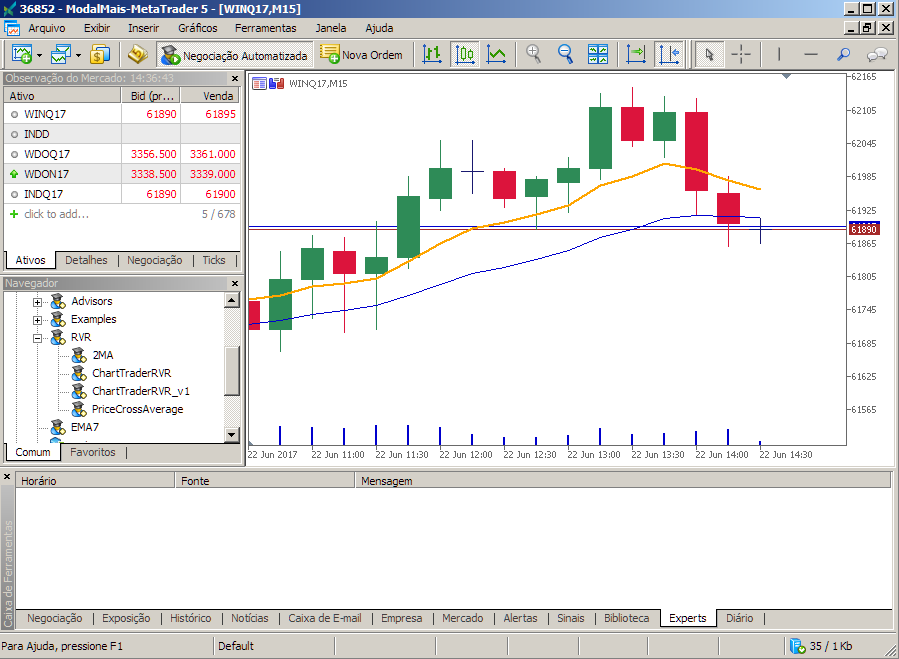 36852 - ModalMais-MetaTrader 5 - [WINQ17,M15]
Arquivo Exibir Inserir Gráficos Ferramentas Janela Ajuda
Negociação Automatizada Nova Ordem
Observação do Mercado: 14:36:43
Ativo Bid (pr... Venda
WINQ17 61890 61895
INDD
WDOQ17 3356.500 3361.000
WDON17 3338.500 3339.000
INDQ17 61890 61900
click to add... 5 / 678
Ativos Detalhes Negociação Ticks
Navegador
Advisors
Examples
RVR
2MA
ChartTraderRVR
ChartTraderRVR_v1
PriceCrossAverage
EMA7
Comum Favoritos
WINQ17,M15
62165
62105
62045
61985
61925
61890
61865
61805
61745
61685
61625
61565
22 Jun 2017 22 Jun 11:00 22 Jun 11:30 22 Jun 12:00 22 Jun 12:30 22 Jun 13:00 22 Jun 13:30 22 Jun 14:00 22 Jun 14:30
Horário Fonte Mensagem
Caixa de Ferramentas
Negociação Exposição Histórico Notícias Caixa de E-mail Empresa Mercado Alertas Sinais Biblioteca Experts Diário
Para Ajuda, pressione F1 Default 35 / 1 Kb